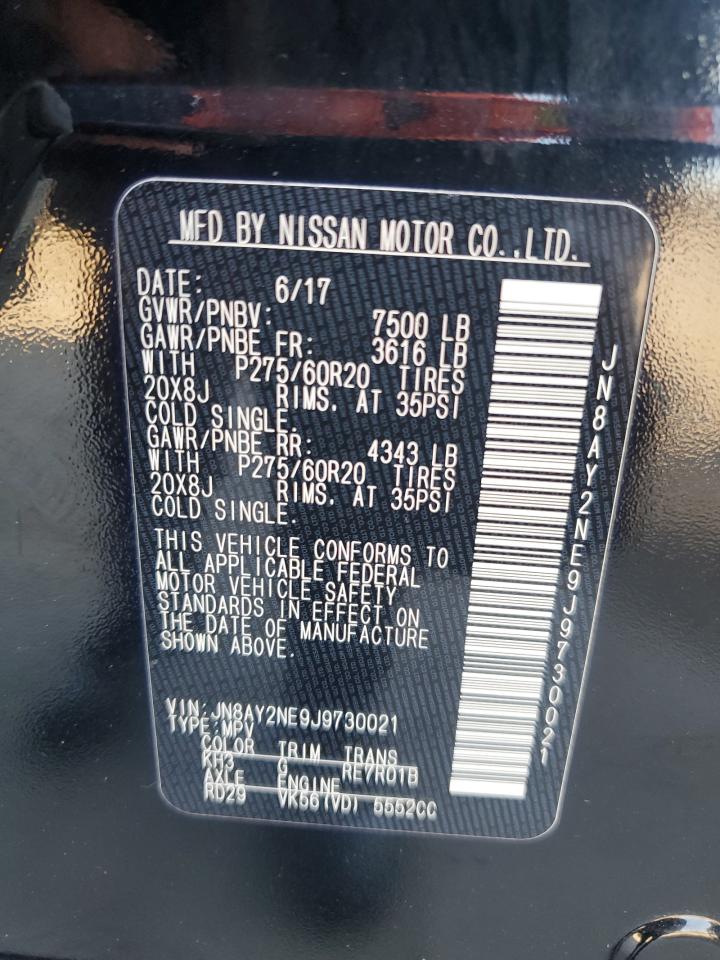 MFD BY NISSAN MOTOR CO.,LTD.
DATE: 6/17
GVWR/PNBV: 7500 LB
GAWR/PNBE FR: 3616 LB
WITH P275/60R20 TIRES
20X8J RIMS. AT 35PSI
COLD SINGLE.
GAWR/PNBE RR: 4343 LB
WITH P275/60R20 TIRES
20X8J RIMS. AT 35PSI
COLD SINGLE.
THIS VEHICLE CONFORMS TO
ALL APPLICABLE FEDERAL
MOTOR VEHICLE SAFETY
STANDARDS IN EFFECT ON
THE DATE OF MANUFACTURE
SHOWN ABOVE.
VIN:JN8AY2NE9J9730021
TYPE:MPV
COLOR TRIM TRANS
KH3 G RE7R01B
AXLE ENGINE
RD29 VK56(VD) 5552CC
JN8AY2NE9J9730021